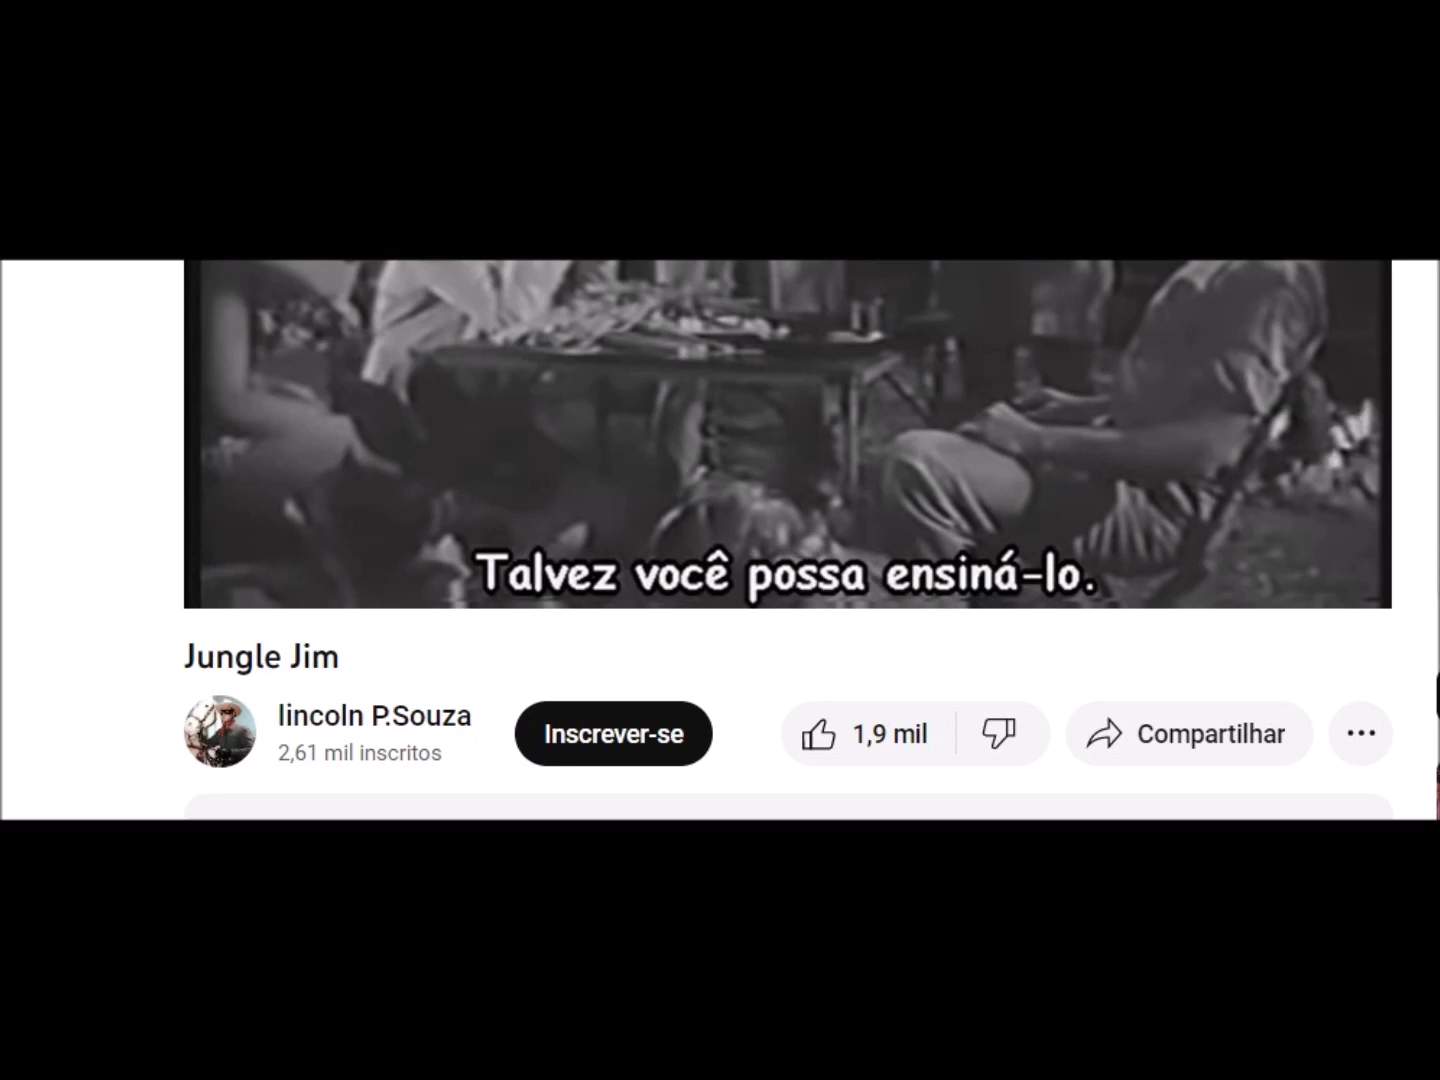 Talvez você possa ensiná-lo.
Jungle Jim
lincoln P.Souza
2,61 mil inscritos
Inscrever-se
1,9 mil
Compartilhar